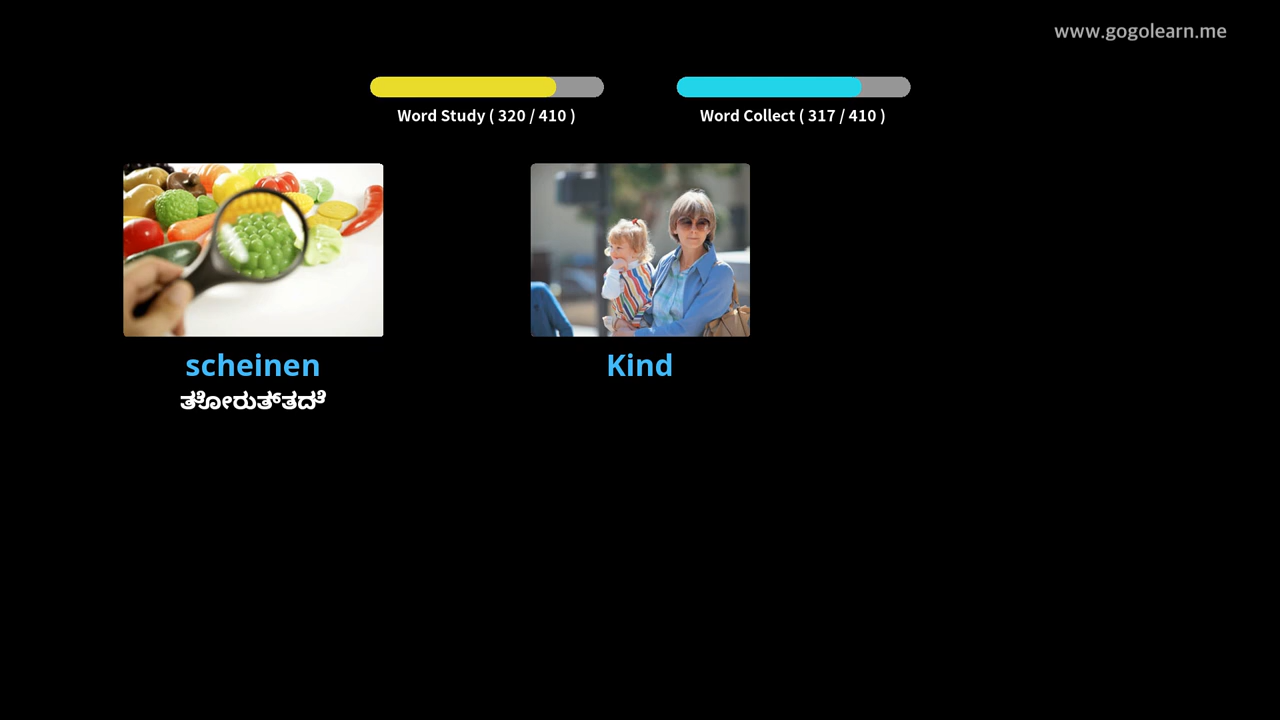 www.gogolearn.me
Word Study ( 320 / 410 )
Word Collect ( 317 / 410 )
scheinen
ತೋರುತ್ತದೆ
Kind